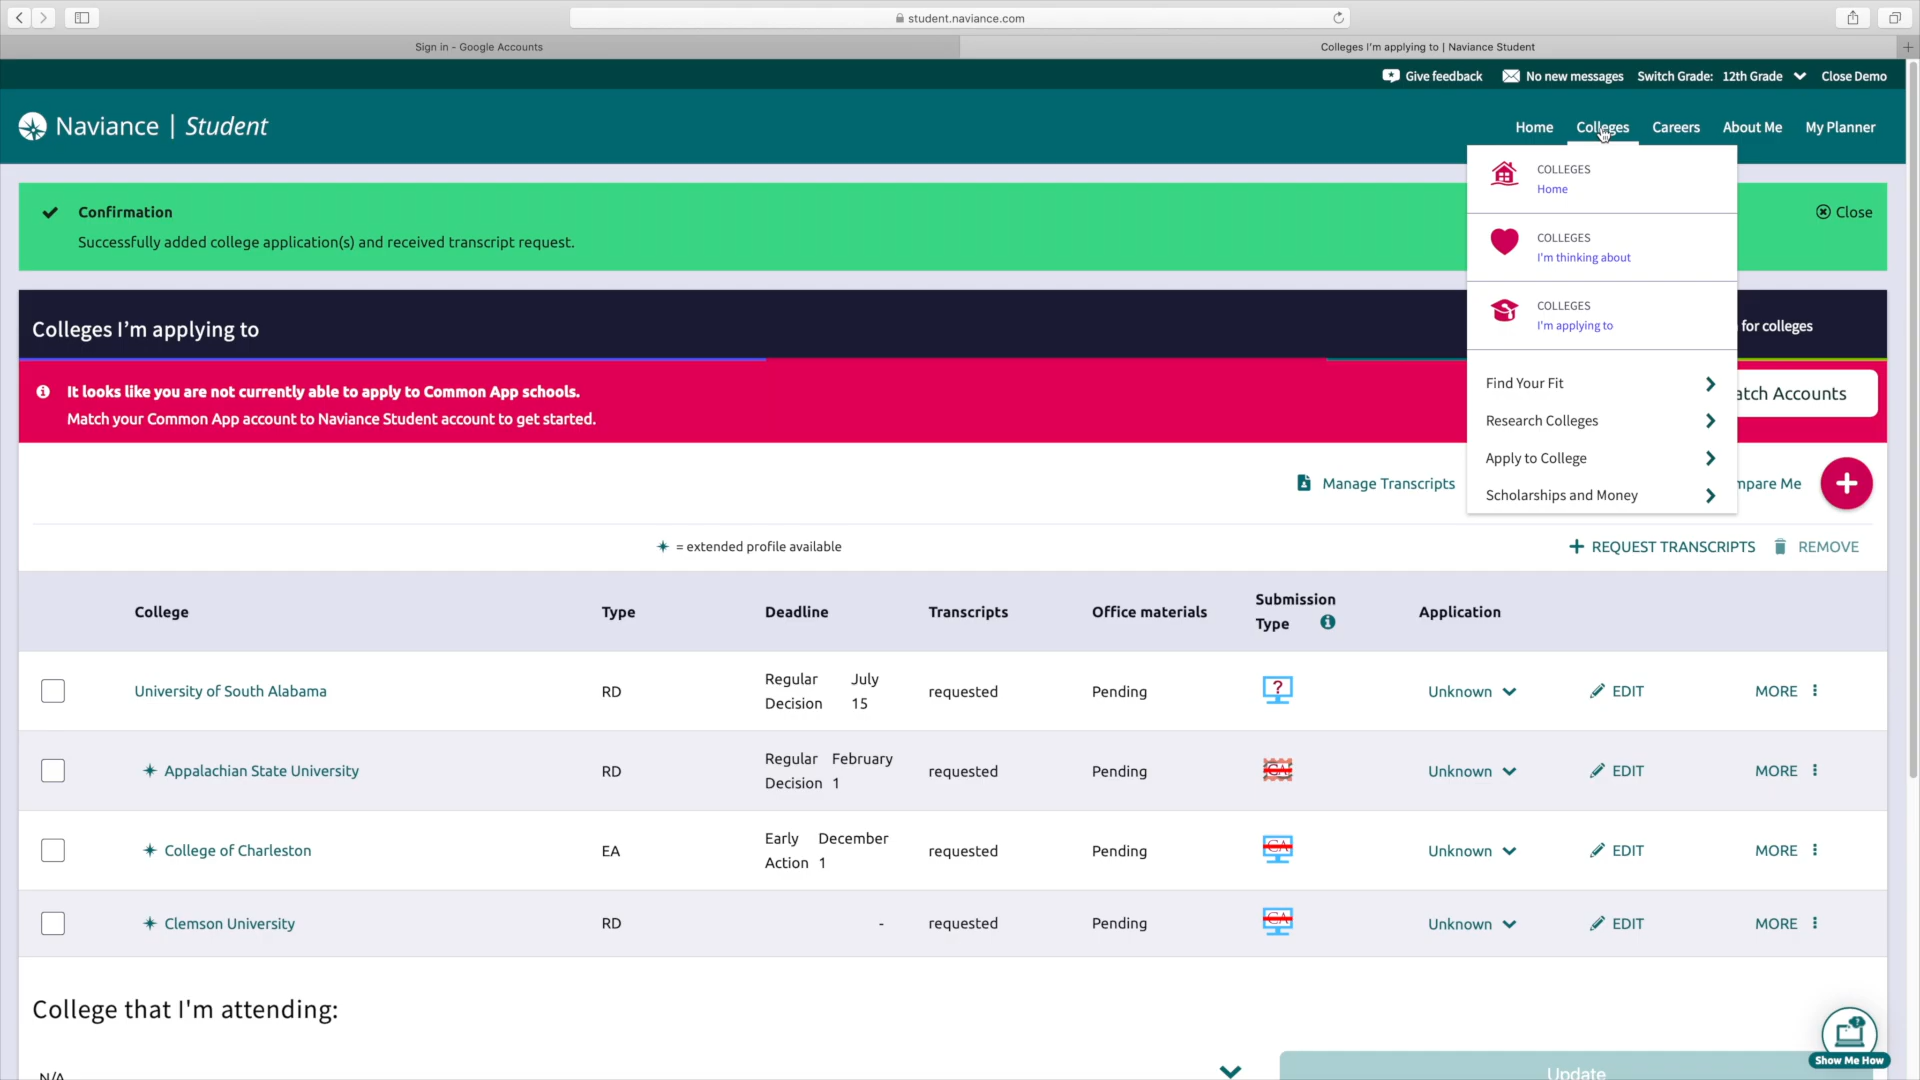 student.naviance.com
Sign in - Google Accounts
Colleges I'm applying to | Naviance Student
Give feedback
No new messages
Switch Grade: 12th Grade
Close Demo
Naviance | Student
Home
Colleges
Careers
About Me
My Planner
COLLEGES
Home
COLLEGES
I'm thinking about
COLLEGES
I'm applying to
Find Your Fit
Research Colleges
Apply to College
Scholarships and Money
Confirmation
Successfully added college application(s) and received transcript request.
Close
Colleges I'm applying to
for colleges
It looks like you are not currently able to apply to Common App schools.
Match your Common App account to Naviance Student account to get started.
atch Accounts
Manage Transcripts
mpare Me
= extended profile available
REQUEST TRANSCRIPTS
REMOVE
College
Type
Deadline
Transcripts
Office materials
Submission
Type
Application
University of South Alabama
RD
Regular July
Decision 15
requested
Pending
?
Unknown
EDIT
MORE
Appalachian State University
RD
Regular February
Decision 1
requested
Pending
CA
Unknown
EDIT
MORE
College of Charleston
EA
Early December
Action 1
requested
Pending
CA
Unknown
EDIT
MORE
Clemson University
RD
-
requested
Pending
CA
Unknown
EDIT
MORE
College that I'm attending:
N/A
Update
Show Me How